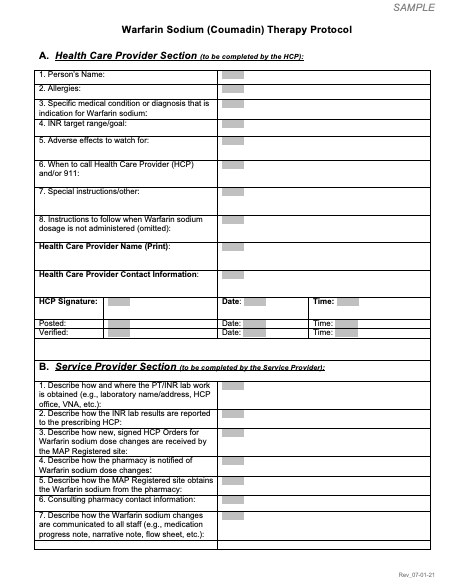 SAMPLE
Warfarin Sodium (Coumadin) Therapy Protocol
A. Health Care Provider Section (to be completed by the HCP):
1. Person's Name:
2. Allergies:
3. Specific medical condition or diagnosis that is
indication for Warfarin sodium:
4. INR target range/goal:
5. Adverse effects to watch for:
6. When to call Health Care Provider (HCP)
and/or 911:
7. Special instructions/other:
8. Instructions to follow when Warfarin sodium
dosage is not administered (omitted):
Health Care Provider Name (Print):
Health Care Provider Contact Information:
HCP Signature: Date: Time:
Posted: Date: Time:
Verified: Date: Time:
B. Service Provider Section (to be completed by the Service Provider):
1. Describe how and where the PT/INR lab work
is obtained (e.g., laboratory name/address, HCP
office, VNA, etc.):
2. Describe how the INR lab results are reported
to the prescribing HCP:
3. Describe how new, signed HCP Orders for
Warfarin sodium dose changes are received by
the MAP Registered site:
4. Describe how the pharmacy is notified of
Warfarin sodium dose changes:
5. Describe how the MAP Registered site obtains
the Warfarin sodium from the pharmacy:
6. Consulting pharmacy contact information:
7. Describe how the Warfarin sodium changes
are communicated to all staff (e.g., medication
progress note, narrative note, flow sheet, etc.):
Rev_07-01-21